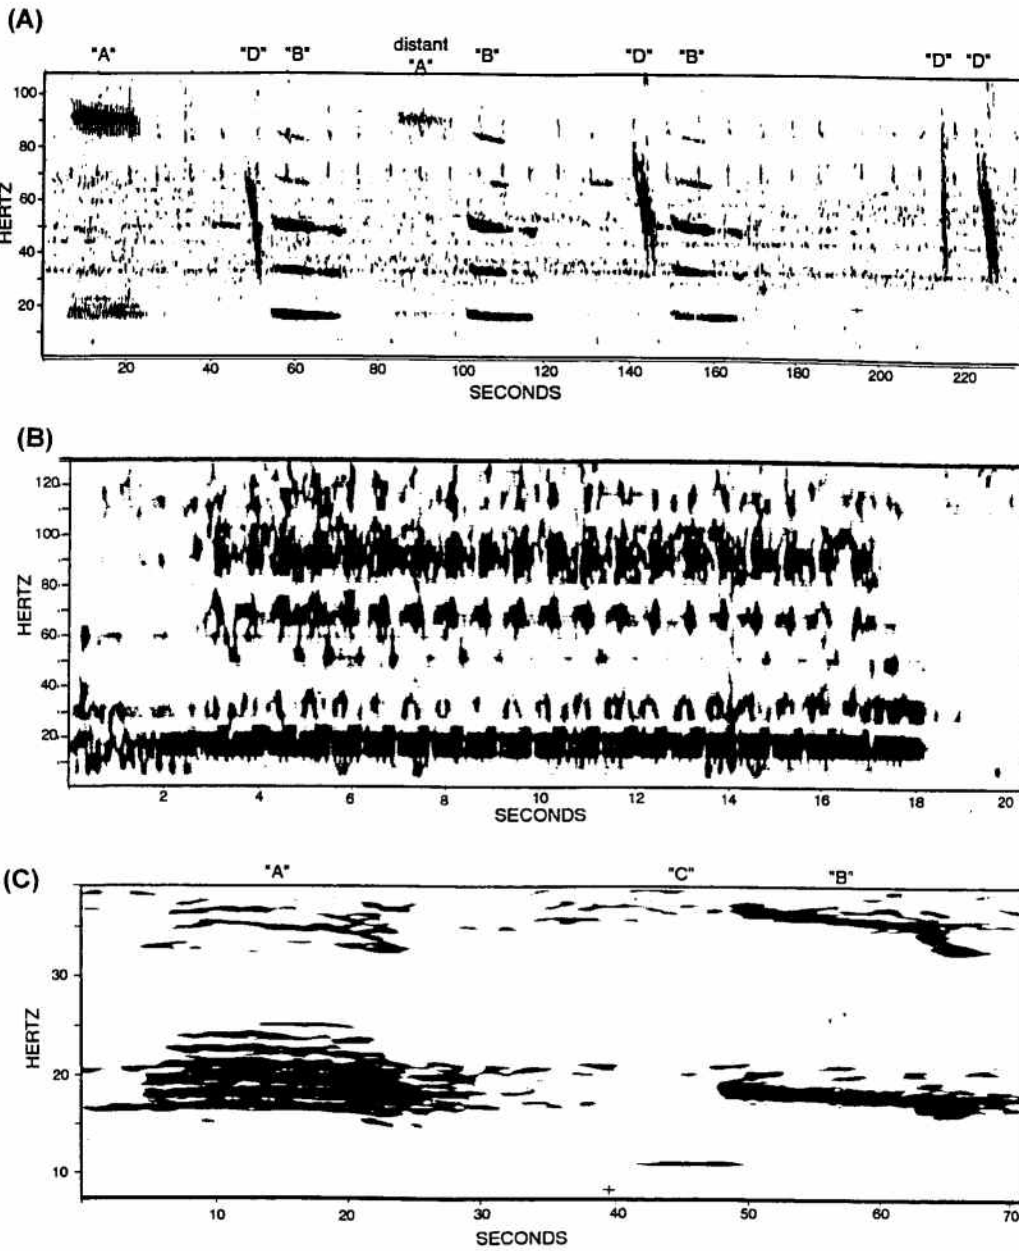 (A)
"A" "D" "B" distant "A" "B" "D" "B" "D" "D"
HERTZ
100
80
60
40
20
20 40 60 80 100 120 140 160 180 200 220
SECONDS
(B)
HERTZ
120
100
80
60
40
20
2 4 6 8 10 12 14 16 18 20
SECONDS
(C)
"A" "C" "B"
HERTZ
30
20
10
10 20 30 40 50 60 70
SECONDS